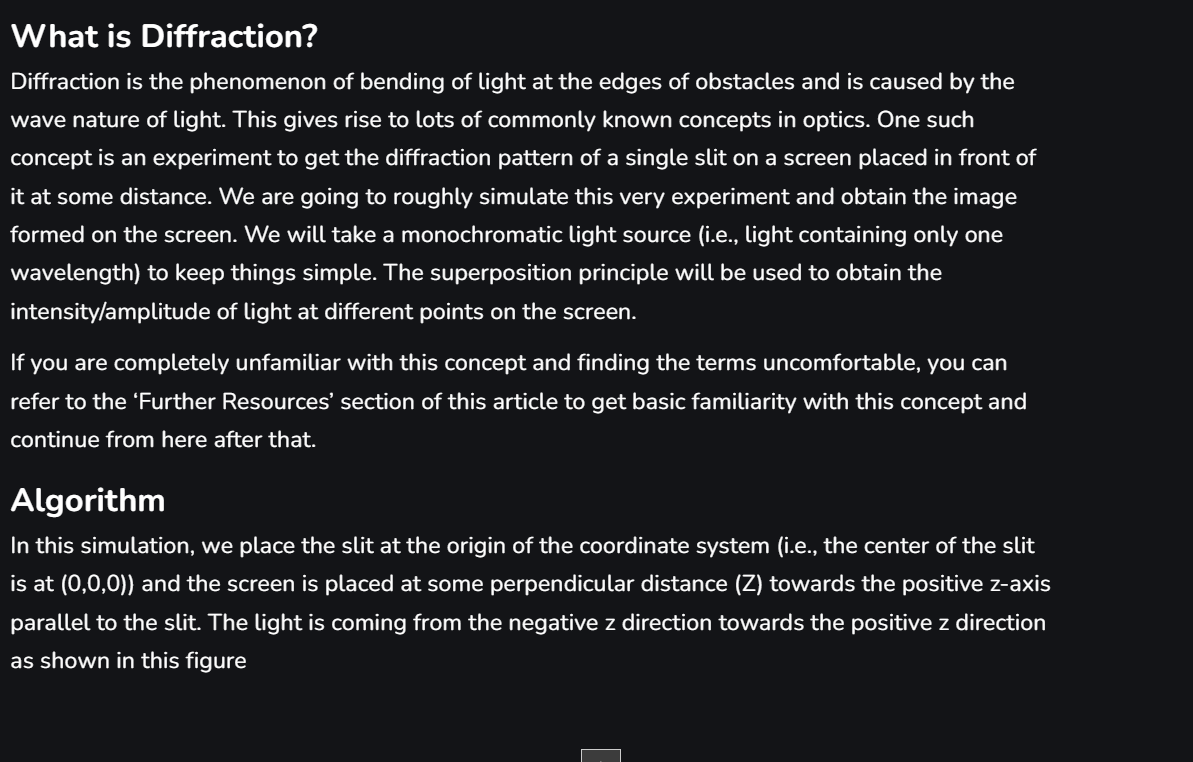 What is Diffraction?
Diffraction is the phenomenon of bending of light at the edges of obstacles and is caused by the
wave nature of light. This gives rise to lots of commonly known concepts in optics. One such
concept is an experiment to get the diffraction pattern of a single slit on a screen placed in front of
it at some distance. We are going to roughly simulate this very experiment and obtain the image
formed on the screen. We will take a monochromatic light source (i.e., light containing only one
wavelength) to keep things simple. The superposition principle will be used to obtain the
intensity/amplitude of light at different points on the screen.
If you are completely unfamiliar with this concept and finding the terms uncomfortable, you can
refer to the ‘Further Resources’ section of this article to get basic familiarity with this concept and
continue from here after that.
Algorithm
In this simulation, we place the slit at the origin of the coordinate system (i.e., the center of the slit
is at (0,0,0)) and the screen is placed at some perpendicular distance (Z) towards the positive z-axis
parallel to the slit. The light is coming from the negative z direction towards the positive z direction
as shown in this figure